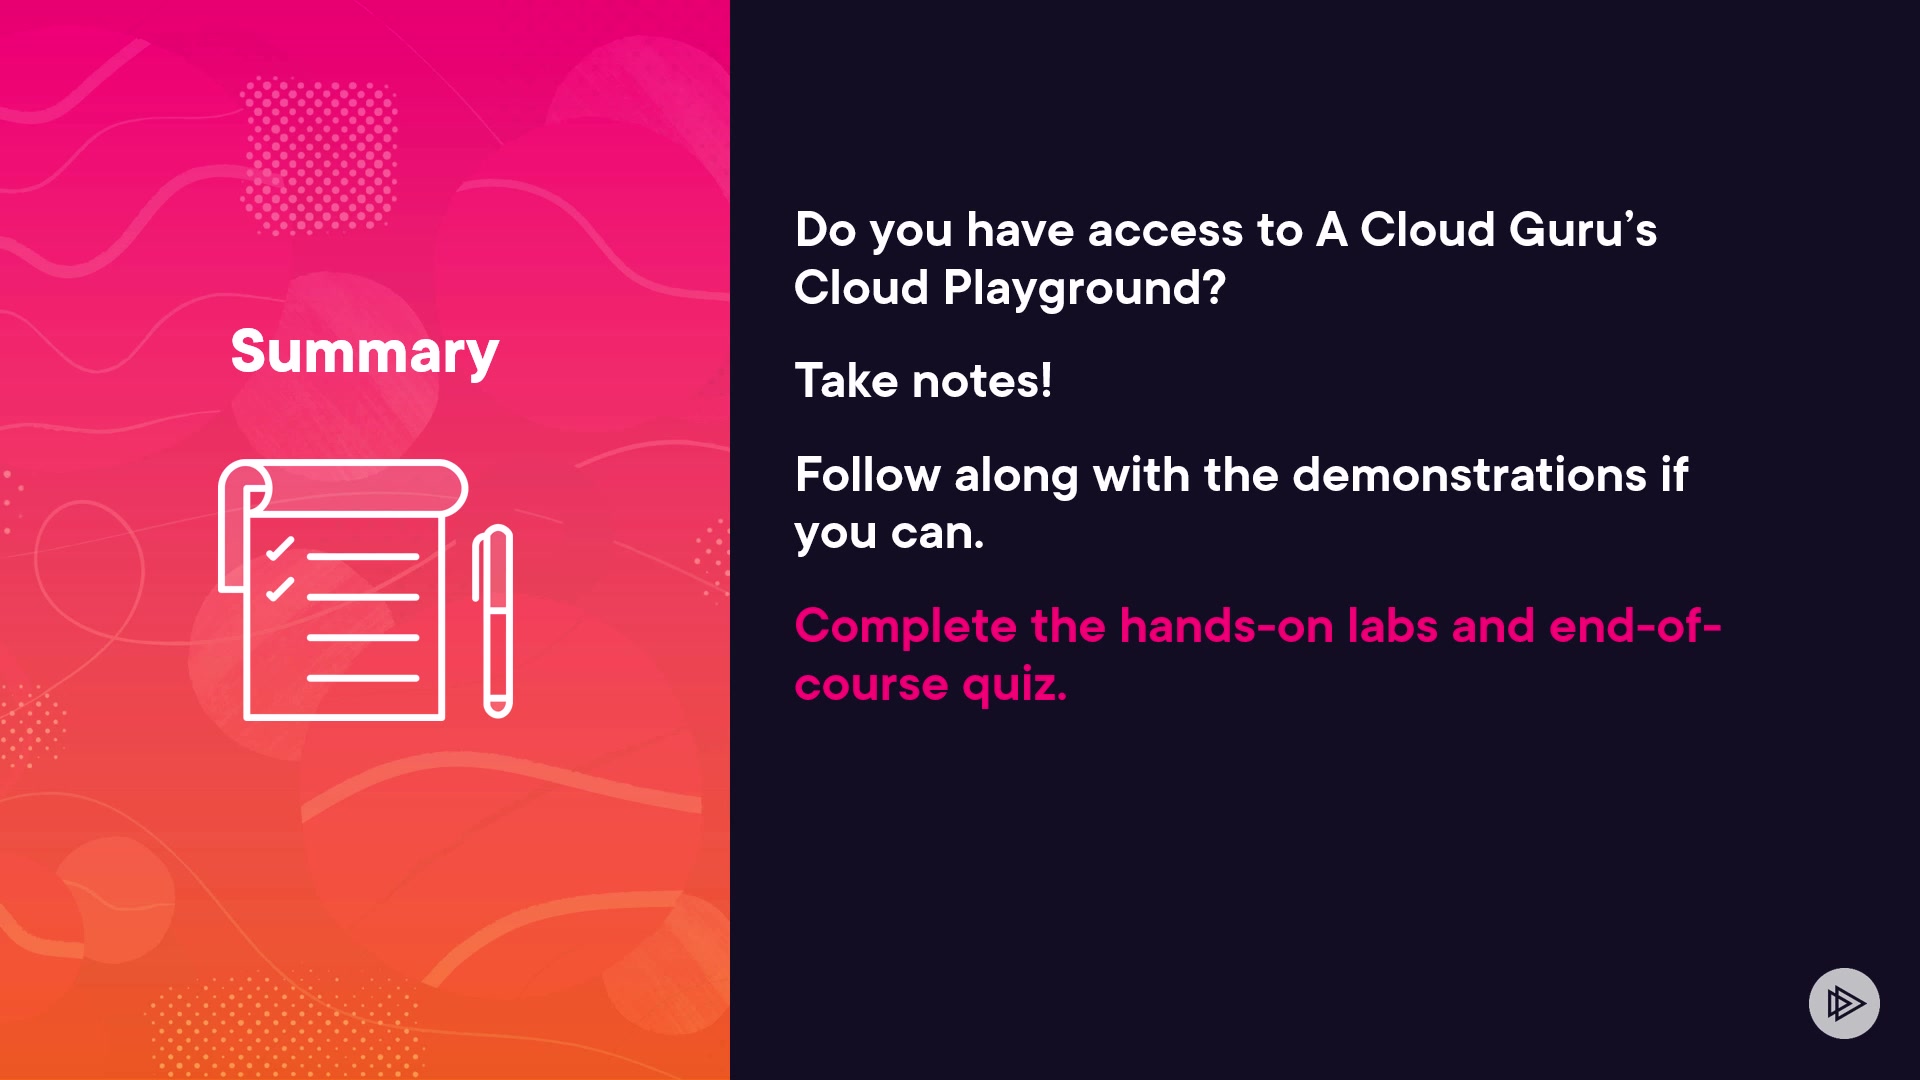 Summary
Do you have access to A Cloud Guru’s
Cloud Playground?
Take notes!
Follow along with the demonstrations if
you can.
Complete the hands-on labs and end-of-
course quiz.